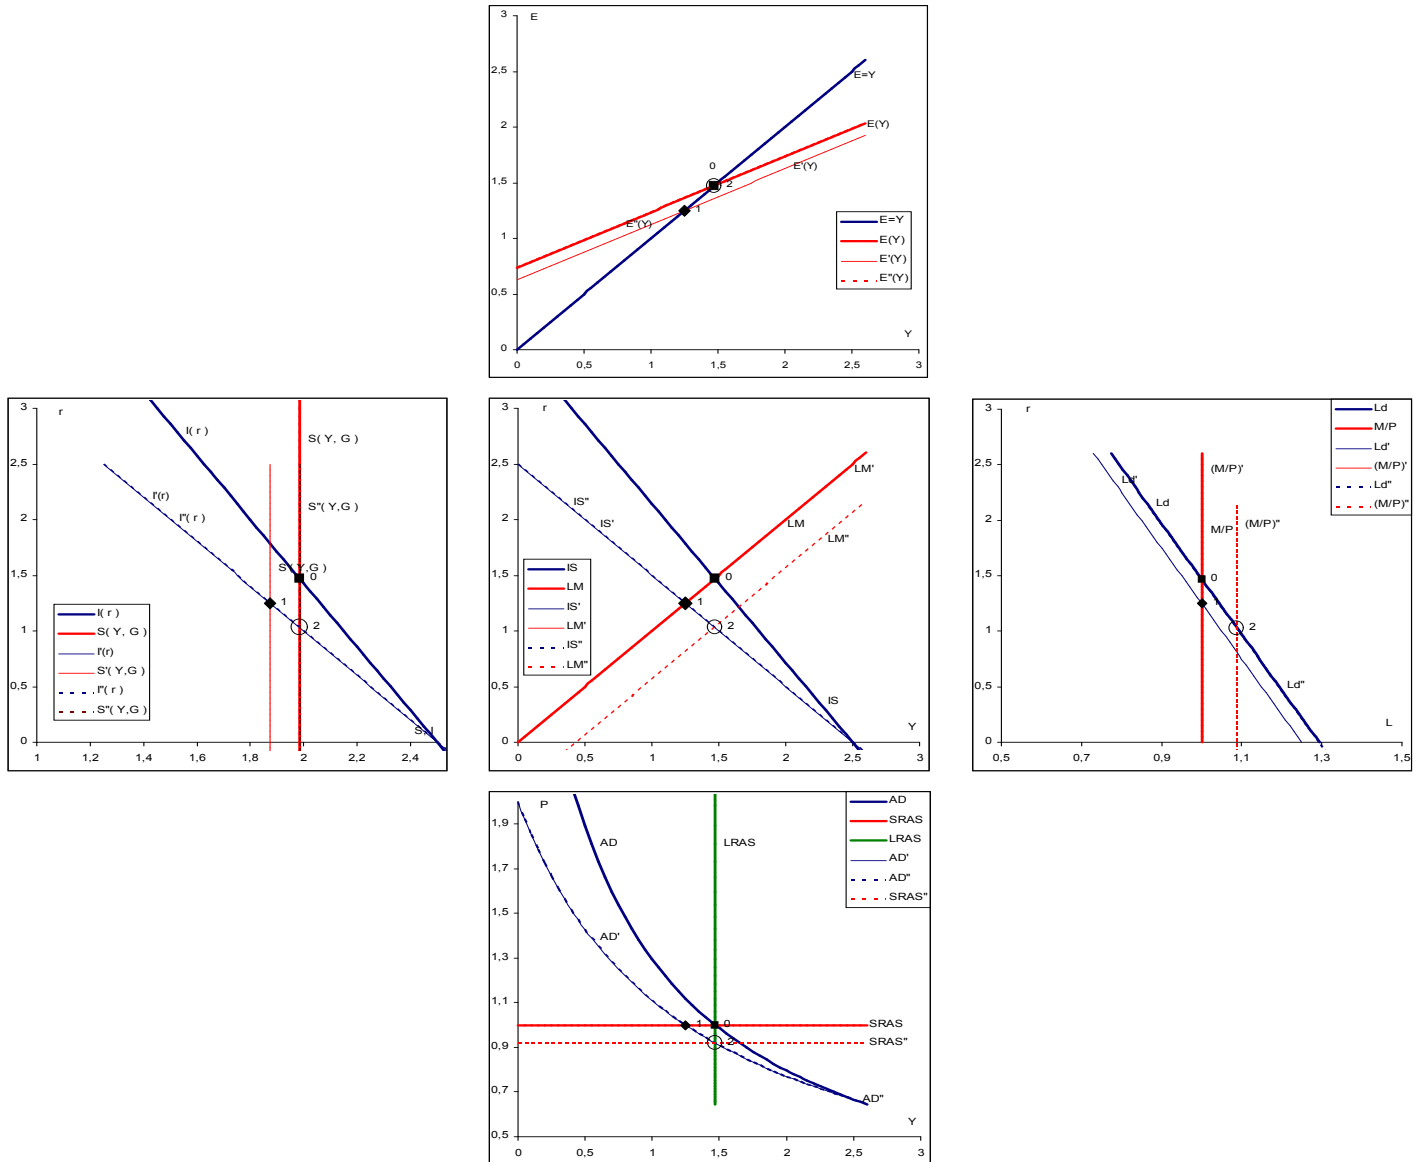 3
E
2,5
E=Y
2
E(Y)
0
E'(Y)
1,5
2
1
E"(Y)
E=Y
E(Y)
E'(Y)
E"(Y)
1
0,5
Y
0
0 0,5 1 1,5 2 2,5 3
3
r
I( r )
S( Y, G )
2,5
I'(r)
S"( Y,G )
I"( r )
2
S'( Y,G )
1,5
0
1
I( r )
S( Y, G )
I'(r)
S'( Y,G )
I"( r )
S"( Y,G )
2
1
0,5
S, I
0
1 1,2 1,4 1,6 1,8 2 2,2 2,4
3
r
2,5
LM'
IS"
IS'
LM
LM"
2
1,5
0
1
IS
LM
IS'
LM'
IS"
LM"
2
1
0,5
IS
Y
0
0 0,5 1 1,5 2 2,5 3
3
r
Ld
M/P
Ld'
(M/P)'
Ld"
(M/P)"
2,5
Ld'
Ld
(M/P)'
2
M/P
(M/P)"
1,5
0
1
1
2
0,5
Ld"
L
0
0,5 0,7 0,9 1,1 1,3 1,5
P
AD
SRAS
LRAS
AD'
AD"
SRAS"
1,9
1,7
AD
LRAS
1,5
AD'
1,3
1,1
1
0
SRAS
2
SRAS"
0,9
0,7
AD"
Y
0,5
0 0,5 1 1,5 2 2,5 3